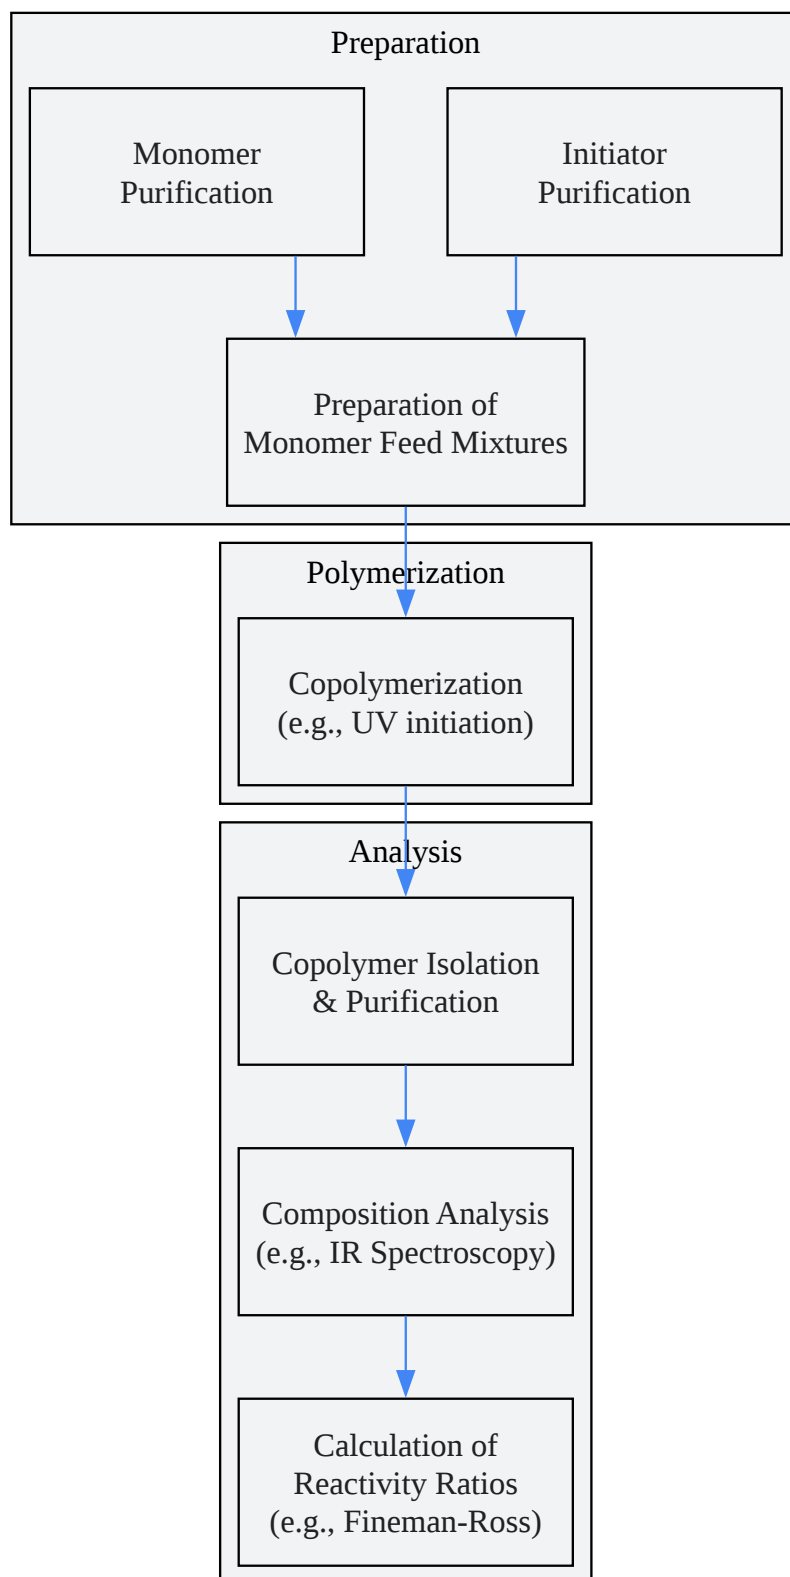 Preparation
Monomer
Purification
Initiator
Purification
Preparation of
Monomer Feed Mixtures
Polymerization
Copolymerization
(e.g., UV initiation)
Analysis
Copolymer Isolation
& Purification
Composition Analysis
(e.g., IR Spectroscopy)
Calculation of
Reactivity Ratios
(e.g., Fineman-Ross)